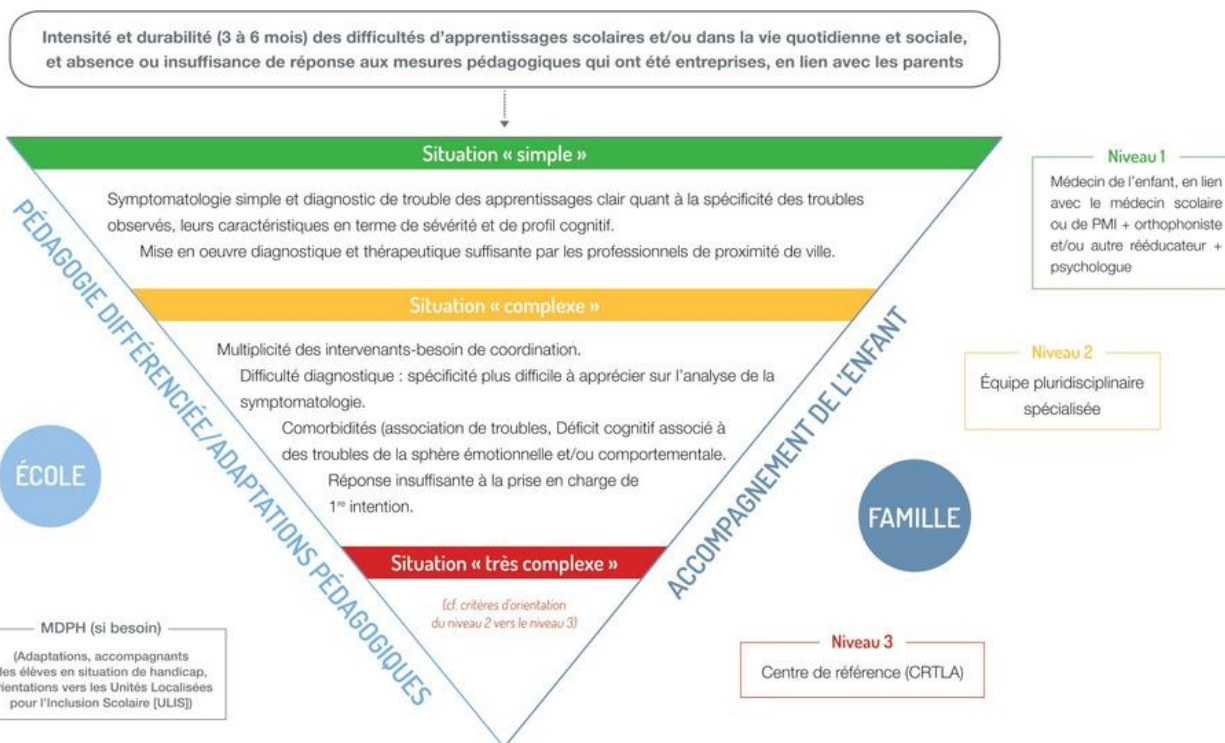 Intensité et durabilité (3 à 6 mois) des difficultés d'apprentissages scolaires et/ou dans la vie quotidienne et sociale,
et absence ou insuffisance de réponse aux mesures pédagogiques qui ont été entreprises, en lien avec les parents
Situation « simple »
Symptomatologie simple et diagnostic de trouble des apprentissages clair quant à la spécificité des troubles
observés, leurs caractéristiques en terme de sévérité et de profil cognitif.
Mise en oeuvre diagnostique et thérapeutique suffisante par les professionnels de proximité de ville.
Niveau 1
Médecin de l'enfant, en lien
avec le médecin scolaire
ou de PMI + orthophoniste
et/ou autre rééducateur +
psychologue
Situation « complexe »
Multiplicité des intervenants-besoin de coordination.
Difficulté diagnostique : spécificité plus difficile à apprécier sur l'analyse de la
symptomatologie.
Comorbidités (association de troubles, Déficit cognitif associé à
des troubles de la sphère émotionnelle et/ou comportementale.
Réponse insuffisante à la prise en charge de
1re intention.
Niveau 2
Équipe pluridisciplinaire
spécialisée
PÉDAGOGIE DIFFÉRENCIÉE/ADAPTATIONS PÉDAGOGIQUES
ACCOMPAGNEMENT DE L'ENFANT
ÉCOLE
FAMILLE
Situation « très complexe »
(cf. critères d'orientation
du niveau 2 vers le niveau 3)
Niveau 3
Centre de référence (CRTLA)
MDPH (si besoin)
(Adaptations, accompagnants
des élèves en situation de handicap,
orientations vers les Unités Localisées
pour l'Inclusion Scolaire [ULIS])